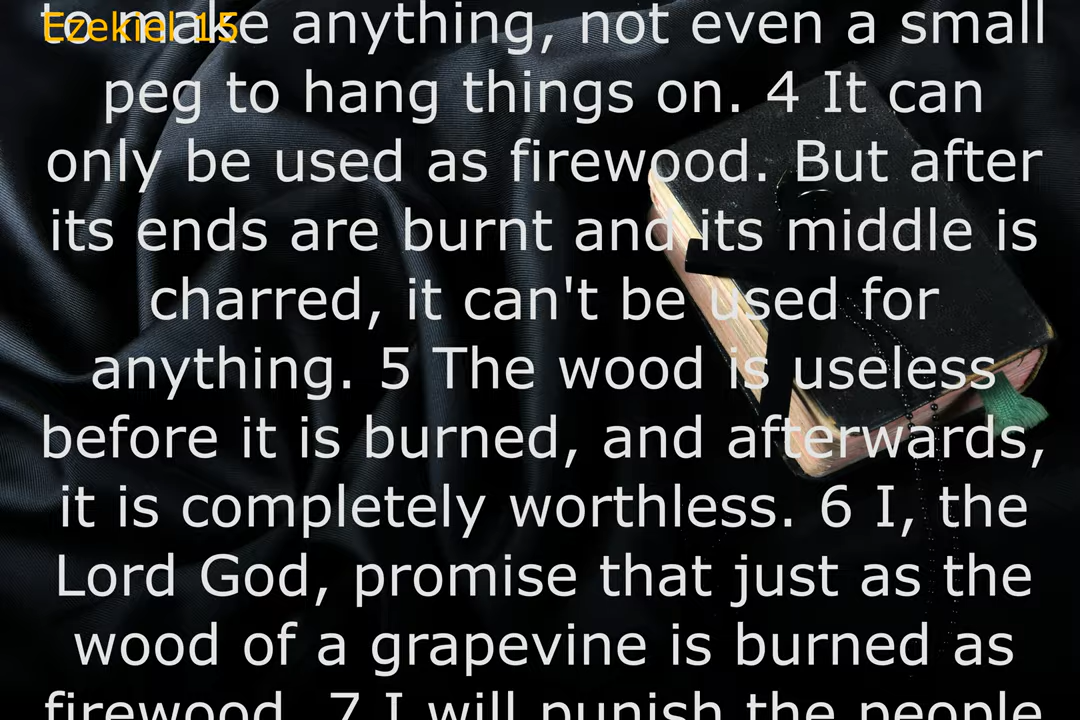 Ezekiel 15
to make anything, not even a small
peg to hang things on. 4 It can
only be used as firewood. But after
its ends are burnt and its middle is
charred, it can't be used for
anything. 5 The wood is useless
before it is burned, and afterwards,
it is completely worthless. 6 I, the
Lord God, promise that just as the
wood of a grapevine is burned as
firewood, 7 I will punish the people